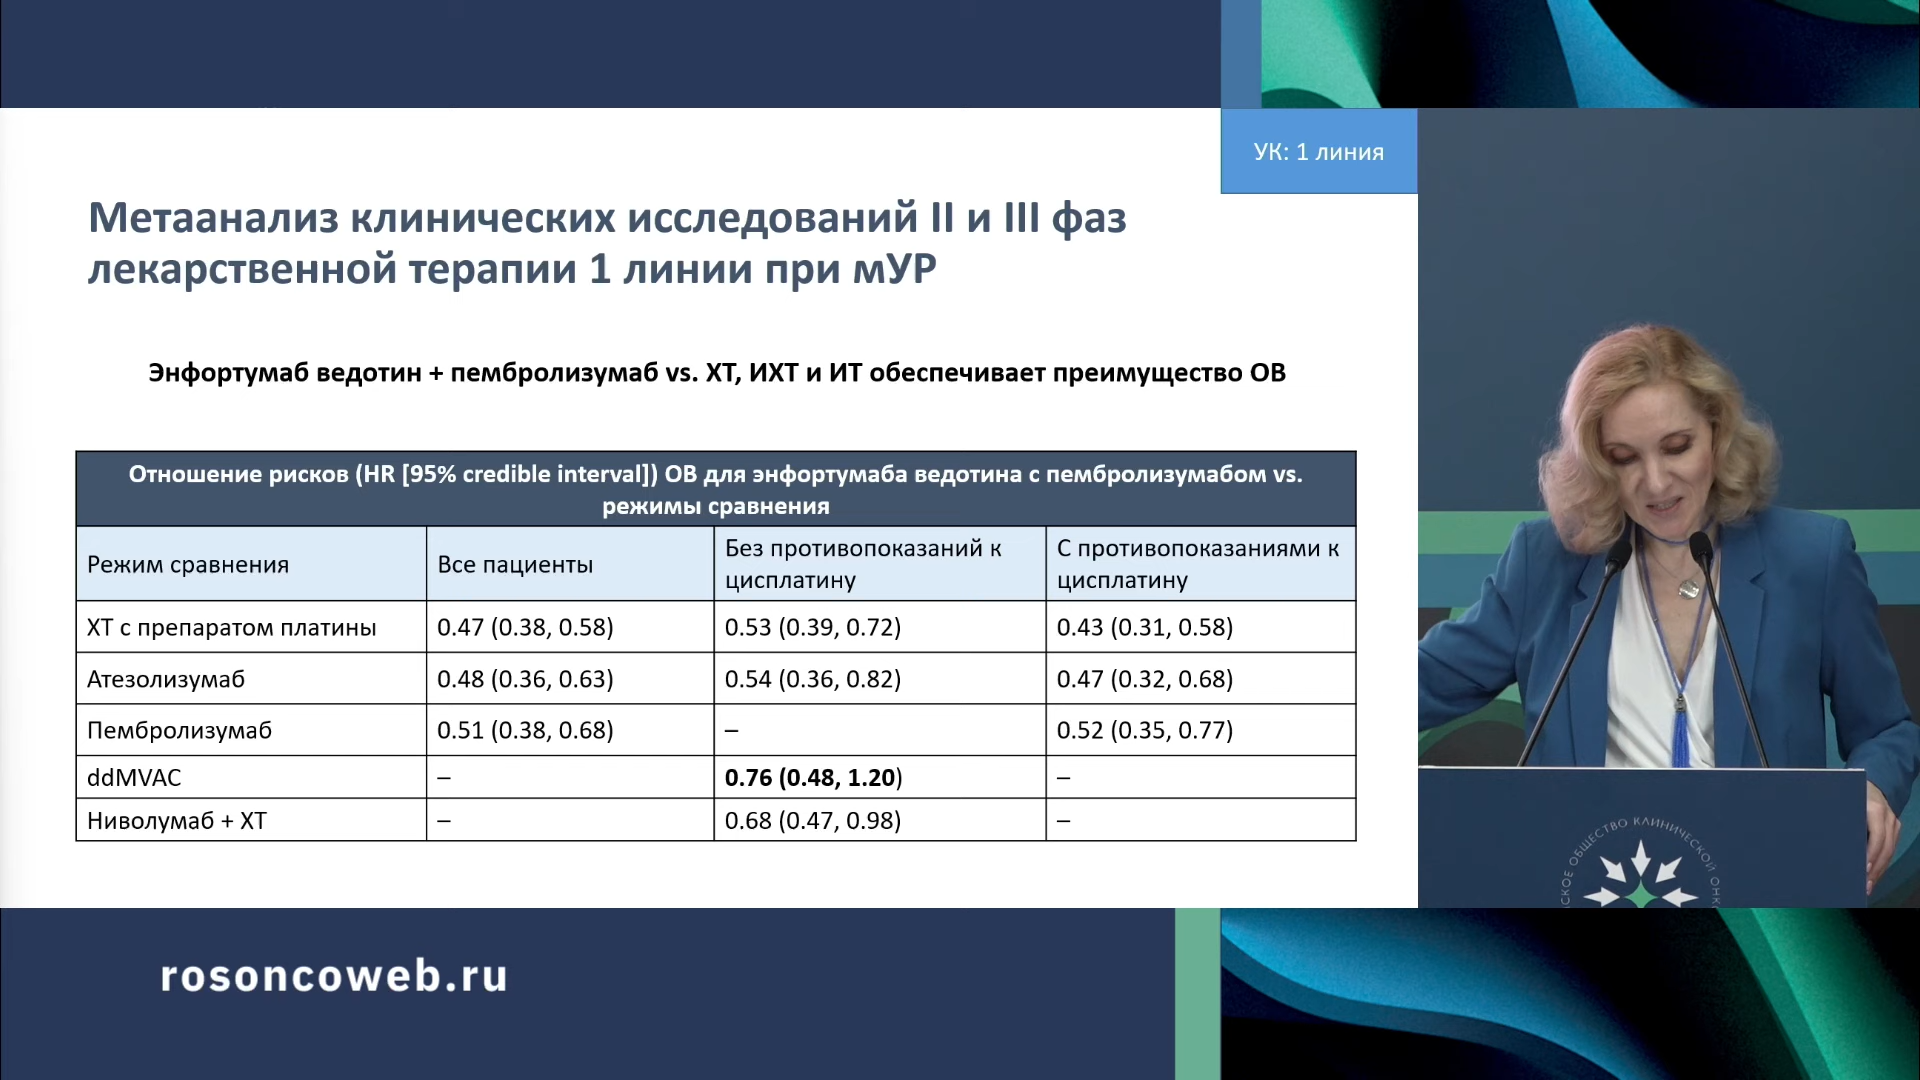 УК: 1 линия
Метаанализ клинических исследований II и III фаз
лекарственной терапии 1 линии при мУР
Энфортумаб ведотин + пембролизумаб vs. ХТ, ИХТ и ИТ обеспечивает преимущество ОВ
Отношение рисков (HR [95% credible interval]) ОВ для энфортумаба ведотина с пембролизумабом vs.
режимы сравнения
Режим сравнения
Все пациенты
Без противопоказаний к
цисплатину
С противопоказаниями к
цисплатину
ХТ с препаратом платины
0.47 (0.38, 0.58)
0.53 (0.39, 0.72)
0.43 (0.31, 0.58)
Атезолизумаб
0.48 (0.36, 0.63)
0.54 (0.36, 0.82)
0.47 (0.32, 0.68)
Пембролизумаб
0.51 (0.38, 0.68)
–
0.52 (0.35, 0.77)
ddMVAC
–
0.76 (0.48, 1.20)
–
Ниволумаб + ХТ
–
0.68 (0.47, 0.98)
–
ОБЩЕСТВО КЛИНИЧЕСКОЙ
rosoncoweb.ru